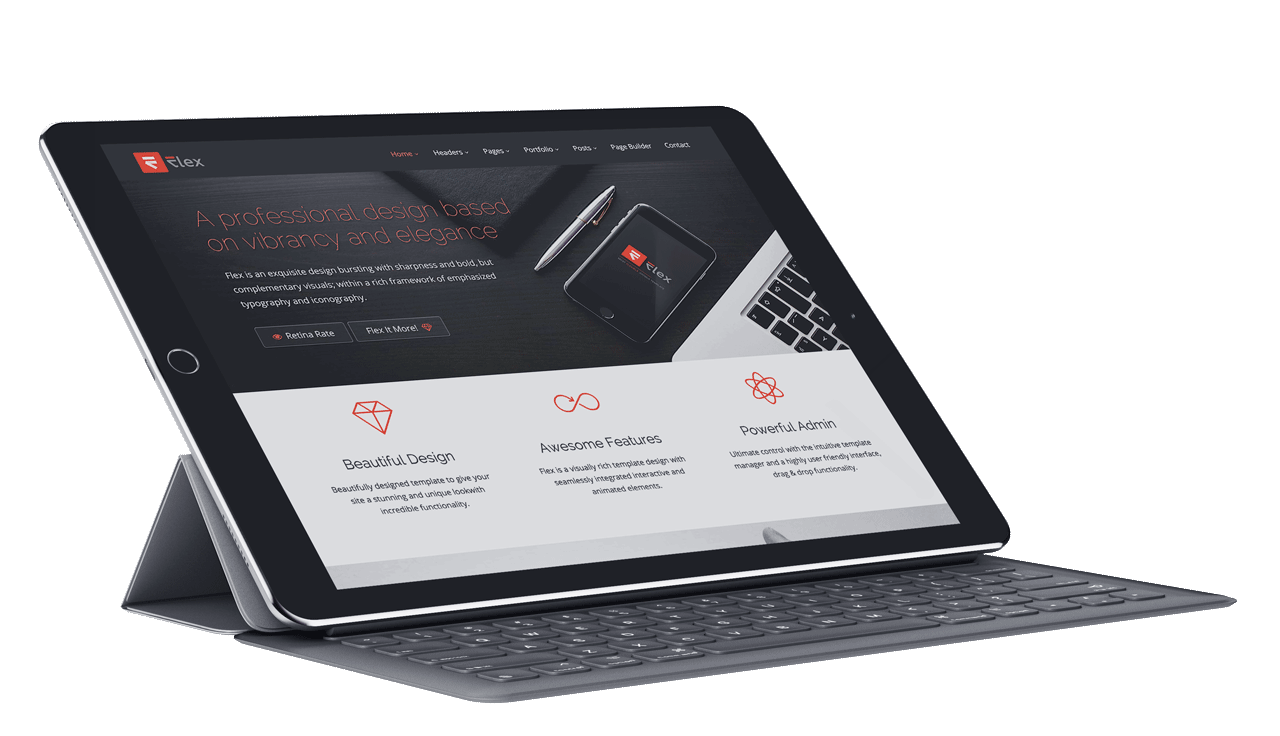 Flex
Home
Headers
Pages
Portfolio
Posts
Page Builder
Contact
A professional design based
on vibrancy and elegance
Flex is an exquisite design bursting with sharpness and bold, but
complementary visuals; within a rich framework of emphasized
typography and iconography.
Retina Rate
Flex It More!
Flex
Beautiful Design
Beautifully designed template to give your
site a stunning and unique lookwith
incredible functionality.
Awesome Features
Flex is a visually rich template design with
seamlessly integrated interactive and
animated elements.
Powerful Admin
Ultimate control with the intuitive template
manager and a highly user friendly interface,
drag & drop functionality.